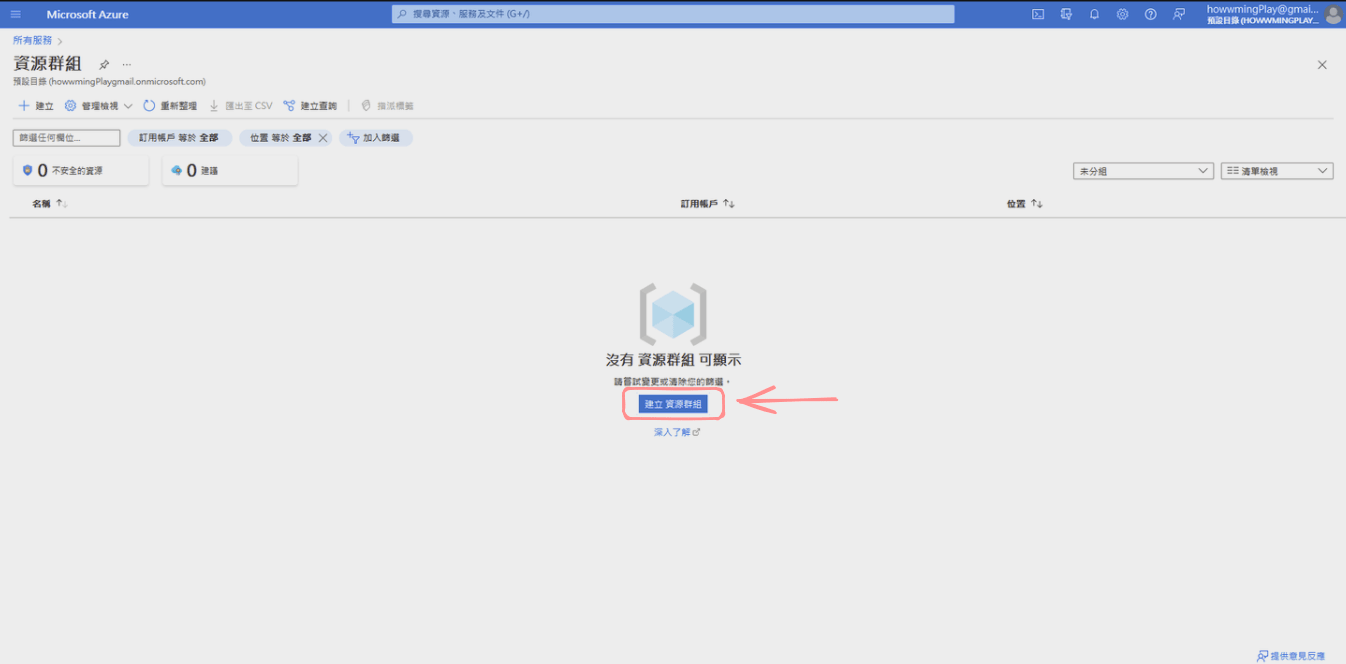 Microsoft Azure
搜尋資源、服務及文件 (G+/)
howwmingPlay@gmai...
預設目錄 (HOWWMINGPLAY...
所有服務
資源群組
...
預設目錄 (howwmingPlaygmail.onmicrosoft.com)
建立 管理檢視 重新整理 匯出至 CSV 建立查詢 指派標籤
篩選任何欄位... 訂用帳戶 等於 全部 位置 等於 全部 加入篩選
0 不安全的資源 0 建議 未分組 清單檢視
名稱 訂用帳戶 位置
沒有 資源群組 可顯示
請嘗試變更或清除您的篩選。
建立 資源群組
深入了解
提供意見反應